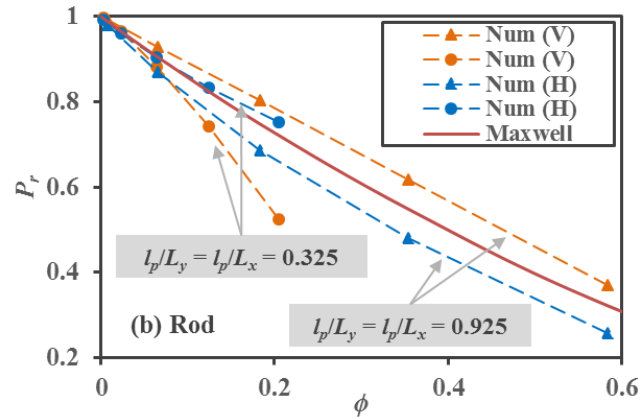 1
0.8
0.6
0.4
0.2
P_r
Num (V)
Num (V)
Num (H)
Num (H)
Maxwell
l_p/L_y = l_p/L_x = 0.325
l_p/L_y = l_p/L_x = 0.925
(b) Rod
0
0.2
0.4
0.6
ϕ